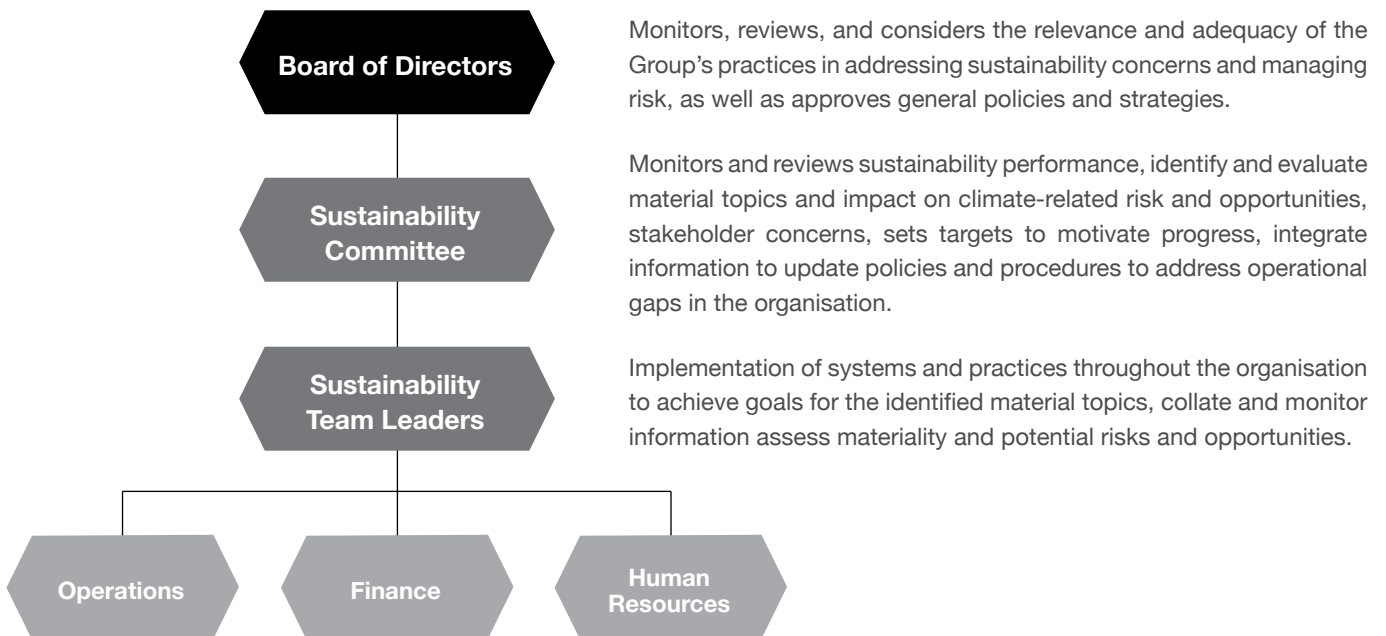 Board of Directors
Monitors, reviews, and considers the relevance and adequacy of the
Group’s practices in addressing sustainability concerns and managing
risk, as well as approves general policies and strategies.
Sustainability
Committee
Monitors and reviews sustainability performance, identify and evaluate
material topics and impact on climate-related risk and opportunities,
stakeholder concerns, sets targets to motivate progress, integrate
information to update policies and procedures to address operational
gaps in the organisation.
Sustainability
Team Leaders
Implementation of systems and practices throughout the organisation
to achieve goals for the identified material topics, collate and monitor
information assess materiality and potential risks and opportunities.
Operations
Finance
Human
Resources